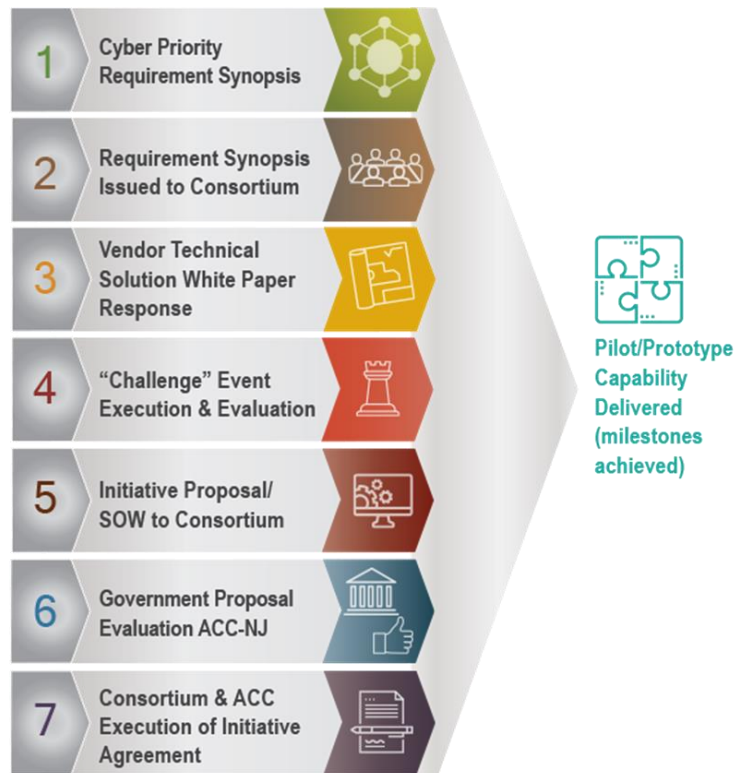 1
Cyber Priority
Requirement Synopsis
2
Requirement Synopsis
Issued to Consortium
3
Vendor Technical
Solution White Paper
Response
4
“Challenge” Event
Execution & Evaluation
5
Initiative Proposal/
SOW to Consortium
6
Government Proposal
Evaluation ACC-NJ
7
Consortium & ACC
Execution of Initiative
Agreement
Pilot/Prototype
Capability
Delivered
(milestones
achieved)